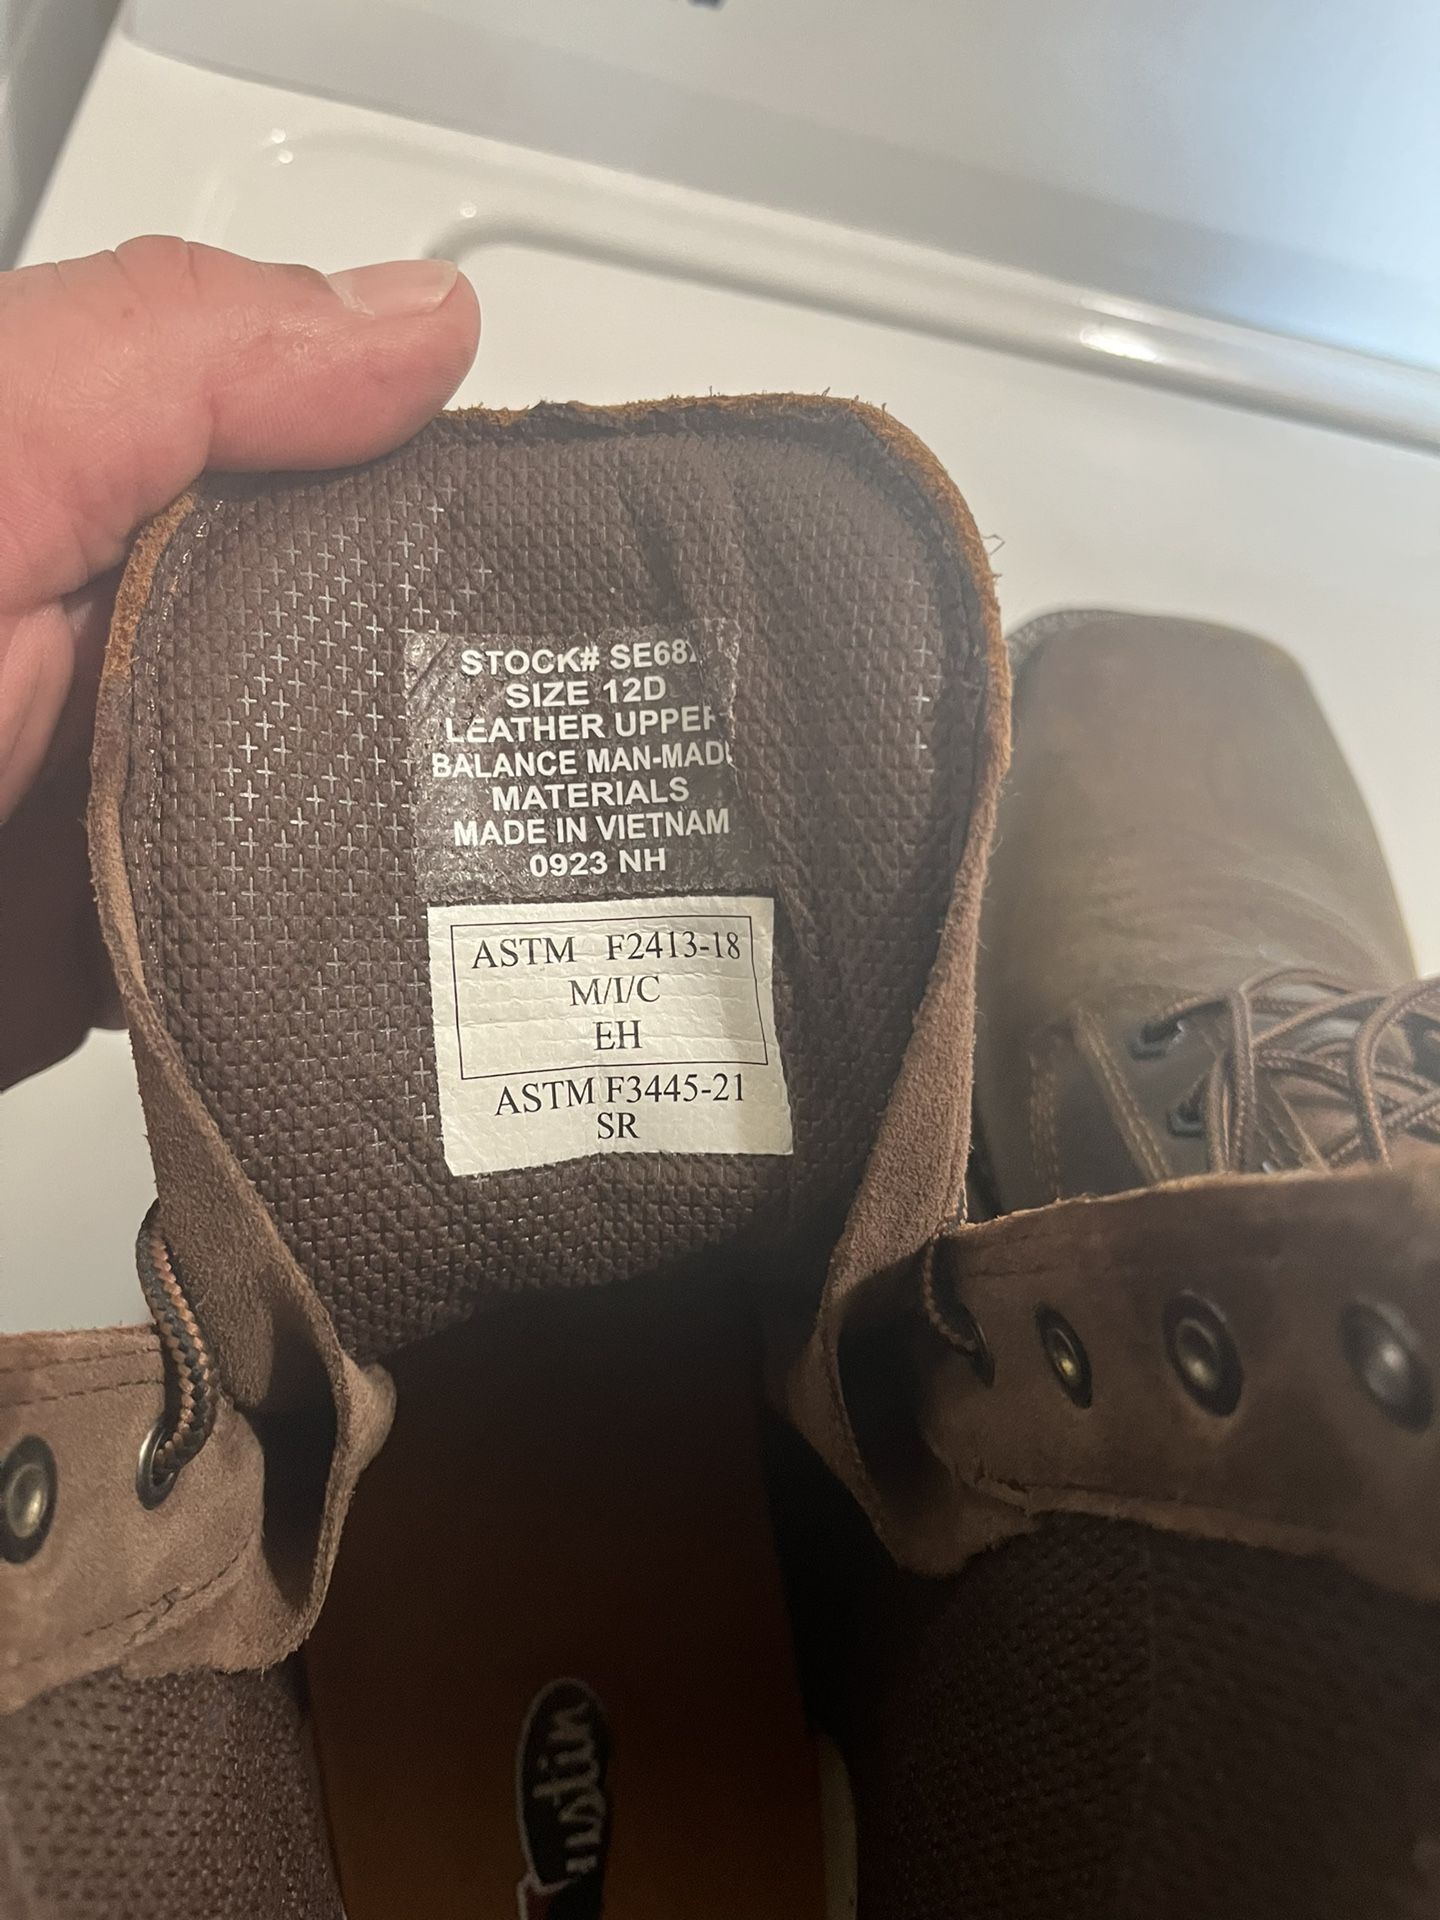 STOCK# SE68
SIZE 12D
LEATHER UPPER
BALANCE MAN-MADE
MATERIALS
MADE IN VIETNAM
0923 NH
ASTM F2413-18
M/I/C
EH
ASTM F3445-21
SR
Justin